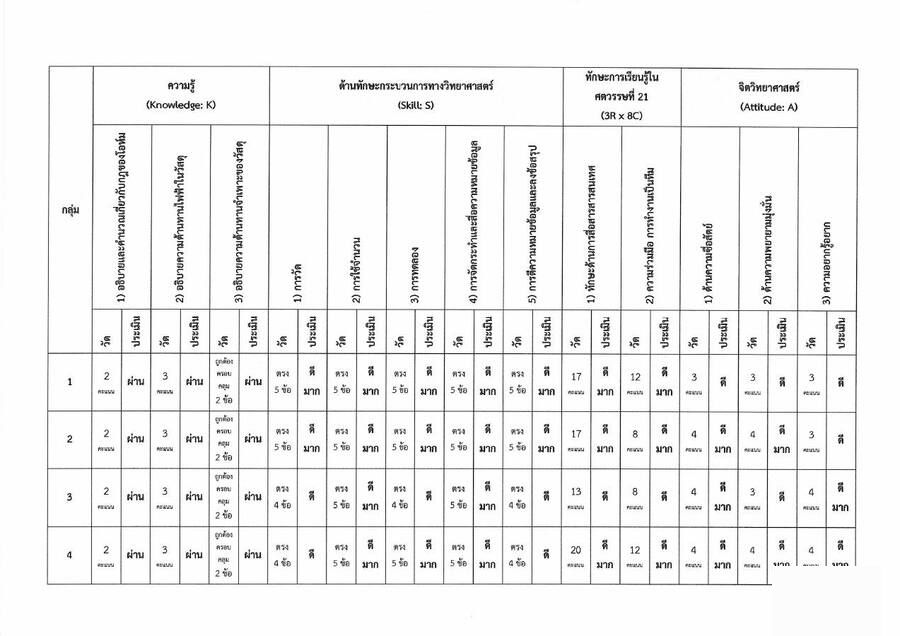 กลุ่ม
ความรู้
(Knowledge: K)
ด้านทักษะกระบวนการทางวิทยาศาสตร์
(Skill: S)
ทักษะการเรียนรู้ใน
ศตวรรษที่ 21
(3R x 8C)
จิตวิทยาศาสตร์
(Attitude: A)
1) อธิบายและคำนวณเกี่ยวกับกฎของโอห์ม
2) อธิบายความต้านทานไฟฟ้าในวัสดุ
3) อธิบายความต้านทานจำเพาะของวัสดุ
1) การวัด
2) การใช้จำนวน
3) การทดลอง
4) การจัดกระทำและสื่อความหมายข้อมูล
5) การตีความหมายข้อมูลและลงข้อสรุป
1) ทักษะด้านการสื่อสารสารสนเทศ
2) ความร่วมมือ การทำงานเป็นทีม
1) ด้านความซื่อสัตย์
2) ด้านความพยายามมุ่งมั่น
3) ความอยากรู้อยาก
วัด ประเมิน วัด ประเมิน วัด ประเมิน วัด ประเมิน วัด ประเมิน วัด ประเมิน วัด ประเมิน วัด ประเมิน วัด ประเมิน วัด ประเมิน วัด ประเมิน วัด ประเมิน วัด ประเมิน
1 2 คะแนน ผ่าน 3 คะแนน ผ่าน ถูกต้อง ครอบ คลุม 2 ข้อ ผ่าน ตรง 5 ข้อ ดี มาก ตรง 5 ข้อ ดี มาก ตรง 5 ข้อ ดี มาก ตรง 5 ข้อ ดี มาก ตรง 5 ข้อ ดี มาก 17 คะแนน ดี มาก 12 คะแนน ดี มาก 3 คะแนน ดี 3 คะแนน ดี 3 คะแนน ดี
2 2 คะแนน ผ่าน 3 คะแนน ผ่าน ถูกต้อง ครอบ คลุม 2 ข้อ ผ่าน ตรง 5 ข้อ ดี มาก ตรง 5 ข้อ ดี มาก ตรง 5 ข้อ ดี มาก ตรง 5 ข้อ ดี มาก ตรง 5 ข้อ ดี มาก 17 คะแนน ดี มาก 8 คะแนน ดี มาก 4 คะแนน ดี มาก 4 คะแนน ดี มาก 3 คะแนน ดี
3 2 คะแนน ผ่าน 3 คะแนน ผ่าน ถูกต้อง ครอบ คลุม 2 ข้อ ผ่าน ตรง 4 ข้อ ดี ตรง 5 ข้อ ดี มาก ตรง 4 ข้อ ดี ตรง 5 ข้อ ดี มาก ตรง 4 ข้อ ดี 13 คะแนน ดี 8 คะแนน ดี มาก 4 คะแนน ดี มาก 3 คะแนน ดี 4 คะแนน ดี มาก
4 2 คะแนน ผ่าน 3 คะแนน ผ่าน ถูกต้อง ครอบ คลุม 2 ข้อ ผ่าน ตรง 4 ข้อ ดี ตรง 5 ข้อ ดี มาก ตรง 5 ข้อ ดี มาก ตรง 5 ข้อ ดี มาก ตรง 4 ข้อ ดี 20 คะแนน ดี มาก 12 คะแนน ดี มาก 4 คะแนน ดี มาก 4 คะแนน ดี 4 คะแนน ดี